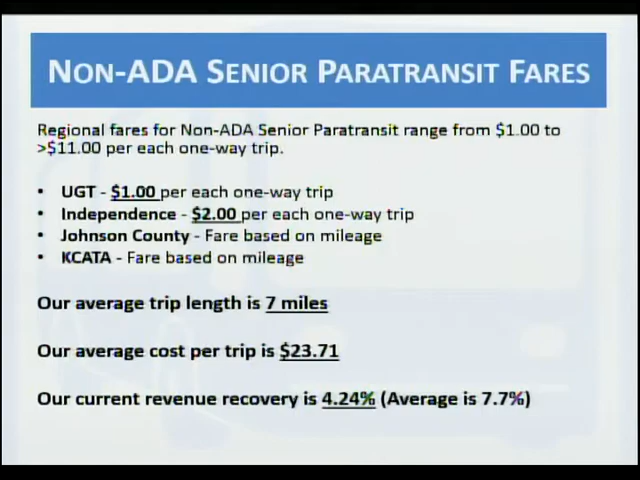 NON-ADA SENIOR PARATRANSIT FARES
Regional fares for Non-ADA Senior Paratransit range from $1.00 to
>$11.00 per each one-way trip.
• UGT - $1.00 per each one-way trip
• Independence - $2.00 per each one-way trip
• Johnson County - Fare based on mileage
• KCATA - Fare based on mileage
Our average trip length is 7 miles
Our average cost per trip is $23.71
Our current revenue recovery is 4.24% (Average is 7.7%)